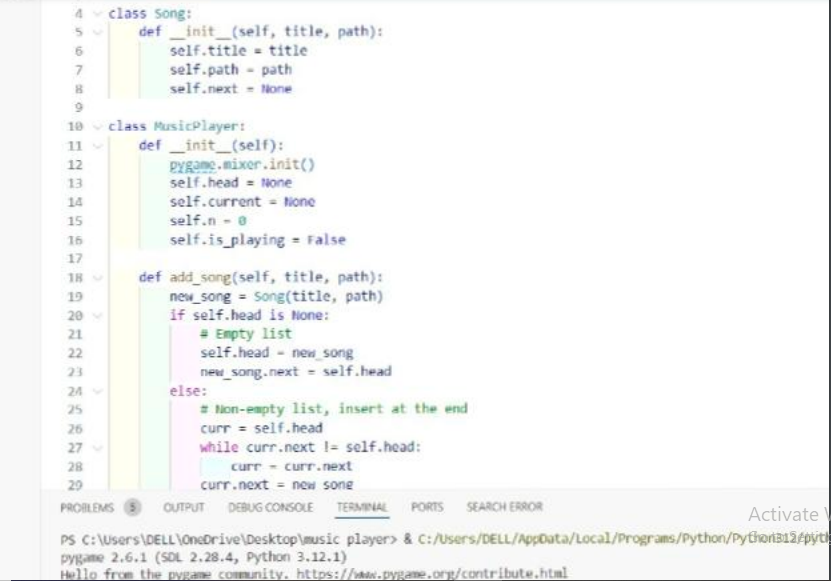 4 class Song:
5 def __init__(self, title, path):
6 self.title = title
7 self.path = path
8 self.next = None
9
10 class MusicPlayer:
11 def __init__(self):
12 pygame.mixer.init()
13 self.head = None
14 self.current = None
15 self.n = 0
16 self.is_playing = False
17
18 def add_song(self, title, path):
19 new_song = Song(title, path)
20 if self.head is None:
21 # Empty list
22 self.head = new_song
23 new_song.next = self.head
24 else:
25 # Non-empty list, insert at the end
26 curr = self.head
27 while curr.next != self.head:
28 curr = curr.next
29 curr.next = new_song
PROBLEMS 5 OUTPUT DEBUG CONSOLE TERMINAL PORTS SEARCH ERROR
Activate
PS C:\Users\DELL\OneDrive\Desktop\music player> & C:/Users/DELL/AppData/Local/Programs/Python/Python312/pyt
pygame 2.6.1 (SDL 2.28.4, Python 3.12.1)
Hello from the pygame community. https://www.pygame.org/contribute.html